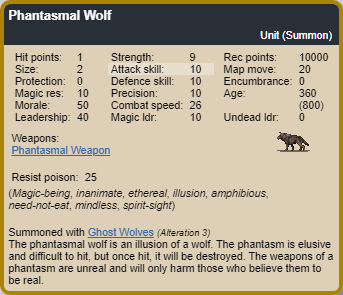 Phantasmal Wolf
Unit (Summon)
Hit points: 1 Strength: 9 Rec points: 10000
Size: 2 Attack skill: 10 Map move: 20
Protection: 0 Defence skill: 10 Encumbrance: 0
Magic res: 10 Precision: 10 Age: 360
Morale: 50 Combat speed: 26 (800)
Leadership: 40 Magic ldr: 10 Undead ldr: 0
Weapons:
Phantasmal Weapon
Resist poison: 25
(Magic-being, inanimate, ethereal, illusion, amphibious,
need-not-eat, mindless, spirit-sight)
Summoned with Ghost Wolves (Alteration 3)
The phantasmal wolf is an illusion of a wolf. The phantasm is elusive
and difficult to hit, but once hit, it will be destroyed. The weapons of a
phantasm are unreal and will only harm those who believe them to
be real.